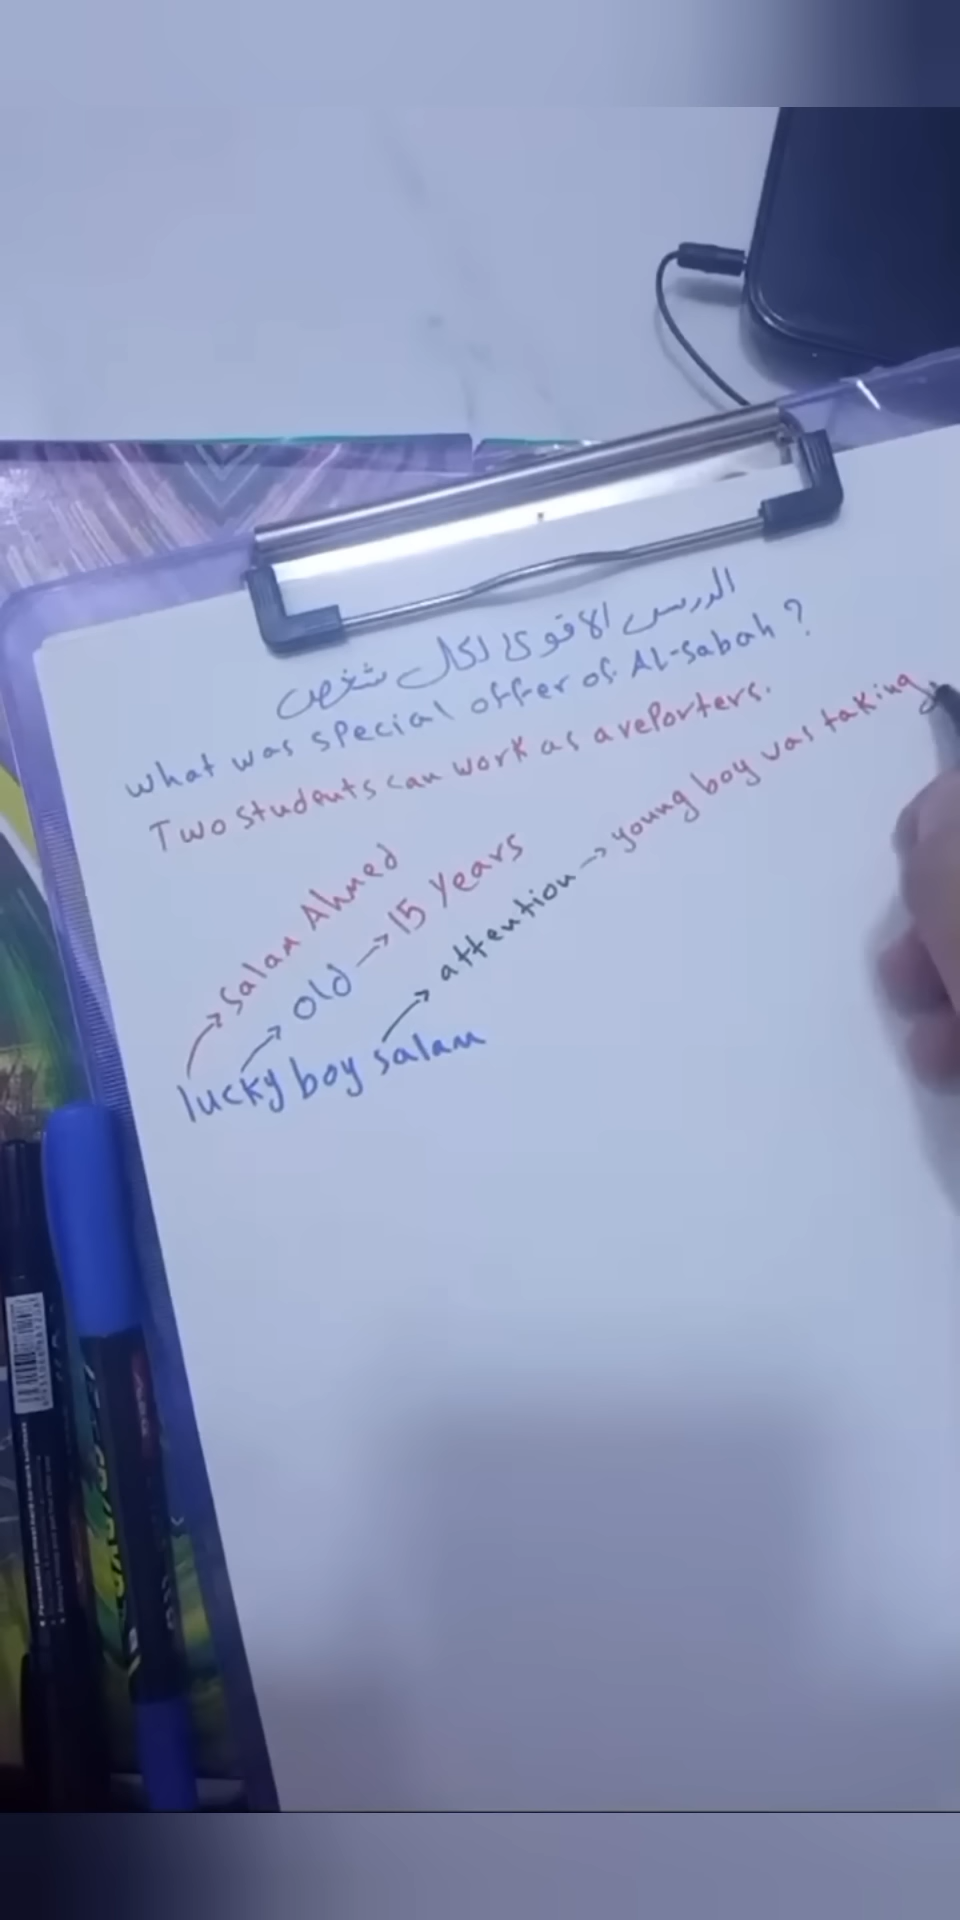 الدرس الاقوى لكل شخص
what was special offer of AL-sabah ?
Two students can work as a reporters.
salam Ahmed
old → 15 years
attention → young boy was taking
lucky boy salam